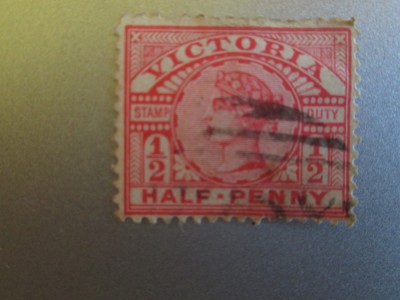 VICTORIA
STAMP DUTY
1/2 1/2
HALF-PENNY